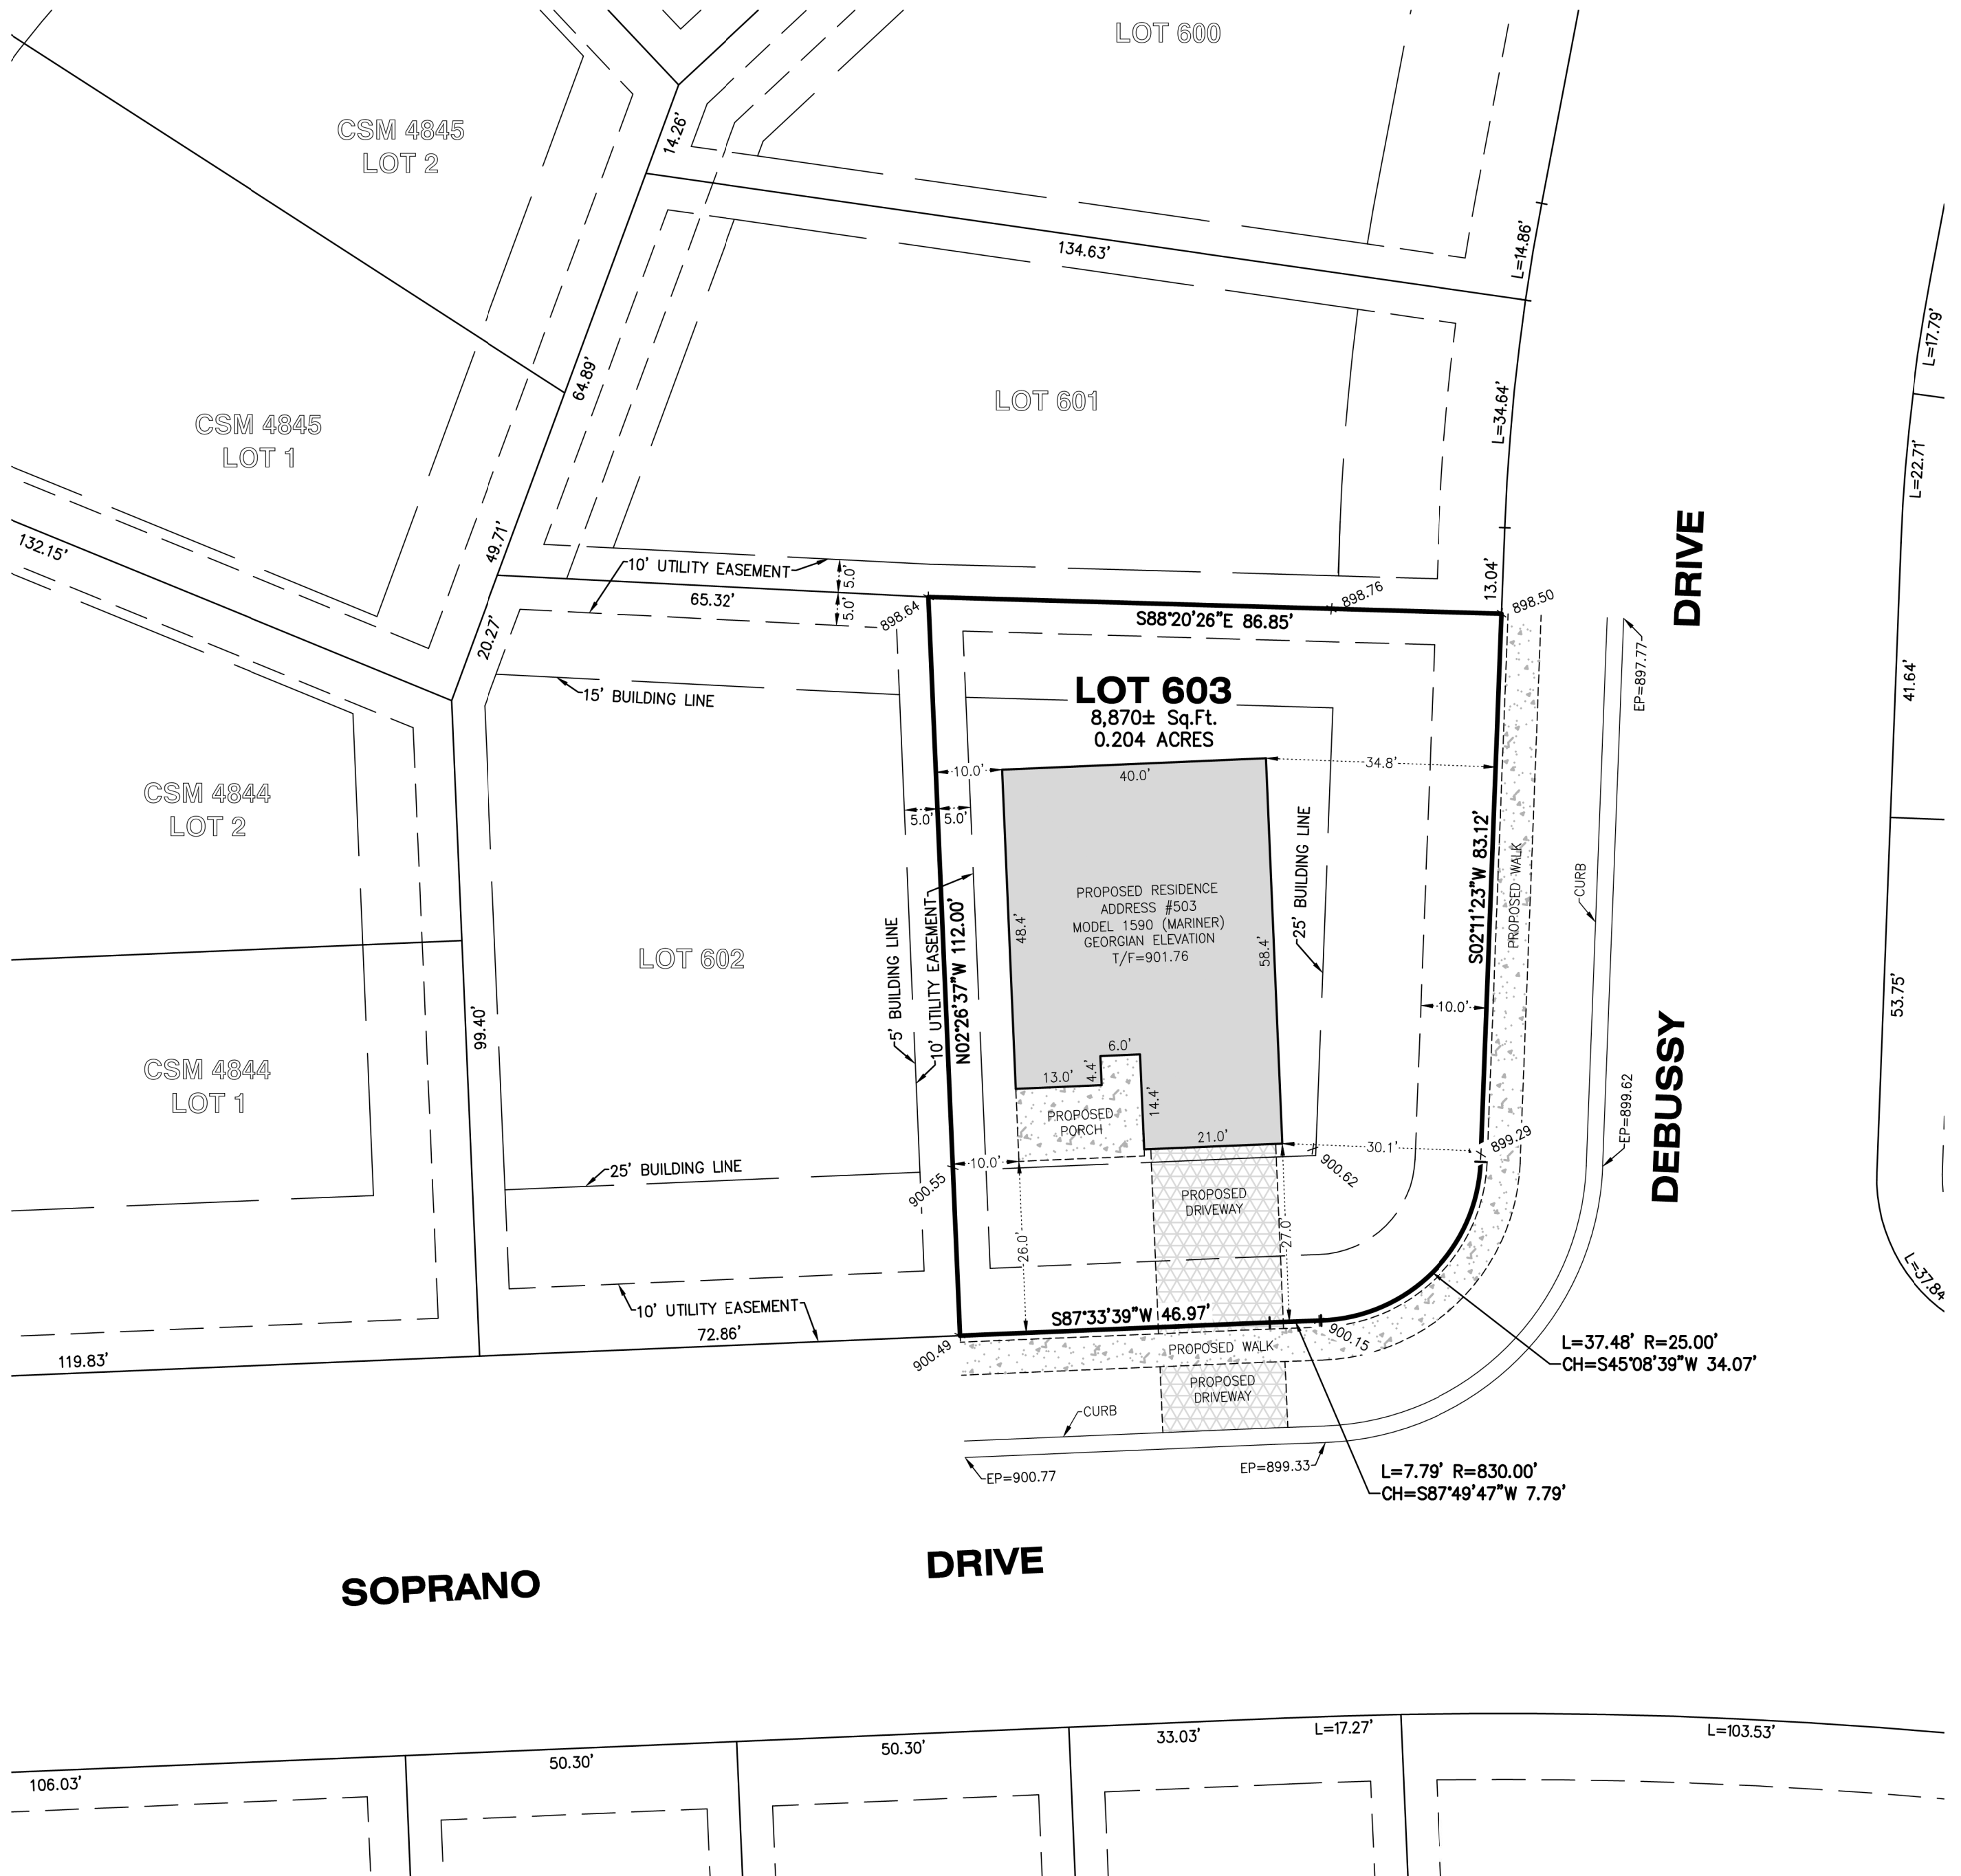 LOT 600
CSM 4845
LOT 2
14.26'
134.63'
L=14.86'
L=17.79'
64.89'
LOT 601
L=34.64'
CSM 4845
LOT 1
L=22.71'
132.15'
49.71'
10' UTILITY EASEMENT
5.0'
5.0'
65.32'
13.04'
DRIVE
898.64
898.76
898.50
S88°20'26"E 86.85'
20.27'
EP=897.77
41.64'
15' BUILDING LINE
LOT 603
8,870± Sq.Ft.
0.204 ACRES
10.0'
40.0'
34.8'
5.0'
5.0'
CSM 4844
LOT 2
25' BUILDING LINE
S02°11'23"W 83.12'
PROPOSED WALK
CURB
PROPOSED RESIDENCE
ADDRESS #503
MODEL 1590 (MARINER)
GEORGIAN ELEVATION
T/F=901.76
48.4'
58.4'
LOT 602
5' BUILDING LINE
10' UTILITY EASEMENT
N02°26'37"W 112.00'
10.0'
53.75'
99.40'
CSM 4844
LOT 1
6.0'
4.4'
13.0'
14.4'
PROPOSED
PORCH
21.0'
30.1'
899.29
EP=899.62
DEBUSSY
25' BUILDING LINE
10.0'
900.55
900.62
PROPOSED
DRIVEWAY
26.0'
27.0'
L=37.84
10' UTILITY EASEMENT
72.86'
S87°33'39"W 46.97'
900.49
900.15
PROPOSED WALK
119.83'
L=37.48' R=25.00'
CH=S45°08'39"W 34.07'
PROPOSED
DRIVEWAY
CURB
EP=900.77
EP=899.33
L=7.79' R=830.00'
CH=S87°49'47"W 7.79'
SOPRANO
DRIVE
106.03'
50.30'
50.30'
33.03'
L=17.27'
L=103.53'